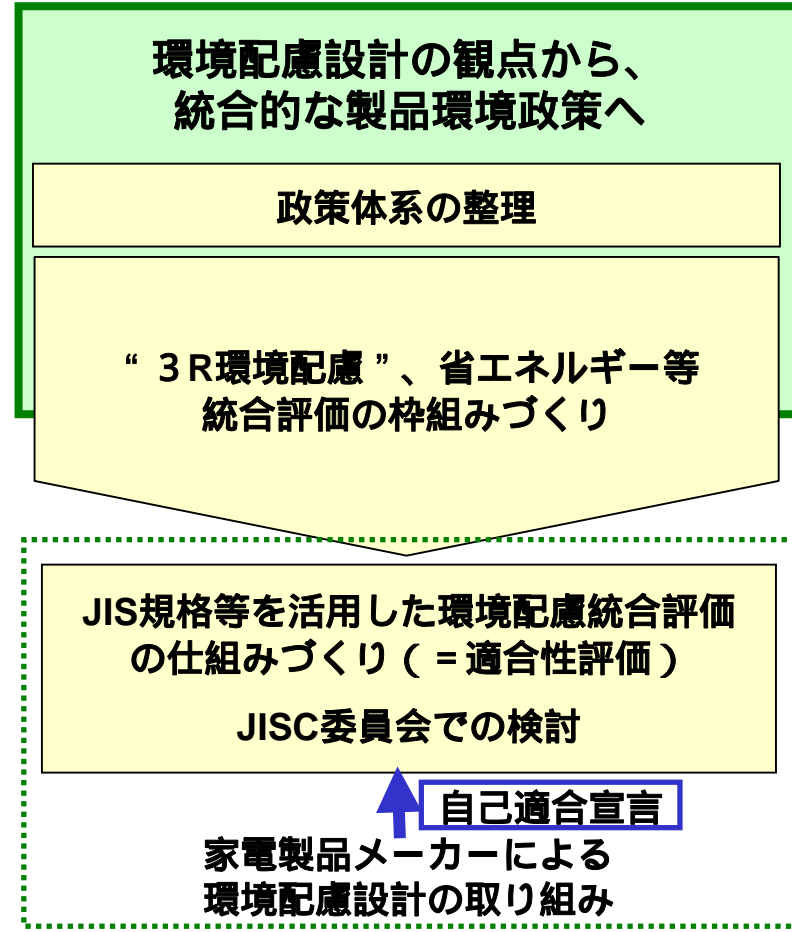 環境配慮設計の観点から、
統合的な製品環境政策へ
政策体系の整理
“３R環境配慮”、省エネルギー等
統合評価の枠組みづくり
JIS規格等を活用した環境配慮統合評価
の仕組みづくり（＝適合性評価）
JISC委員会での検討
自己適合宣言
家電製品メーカーによる
環境配慮設計の取り組み